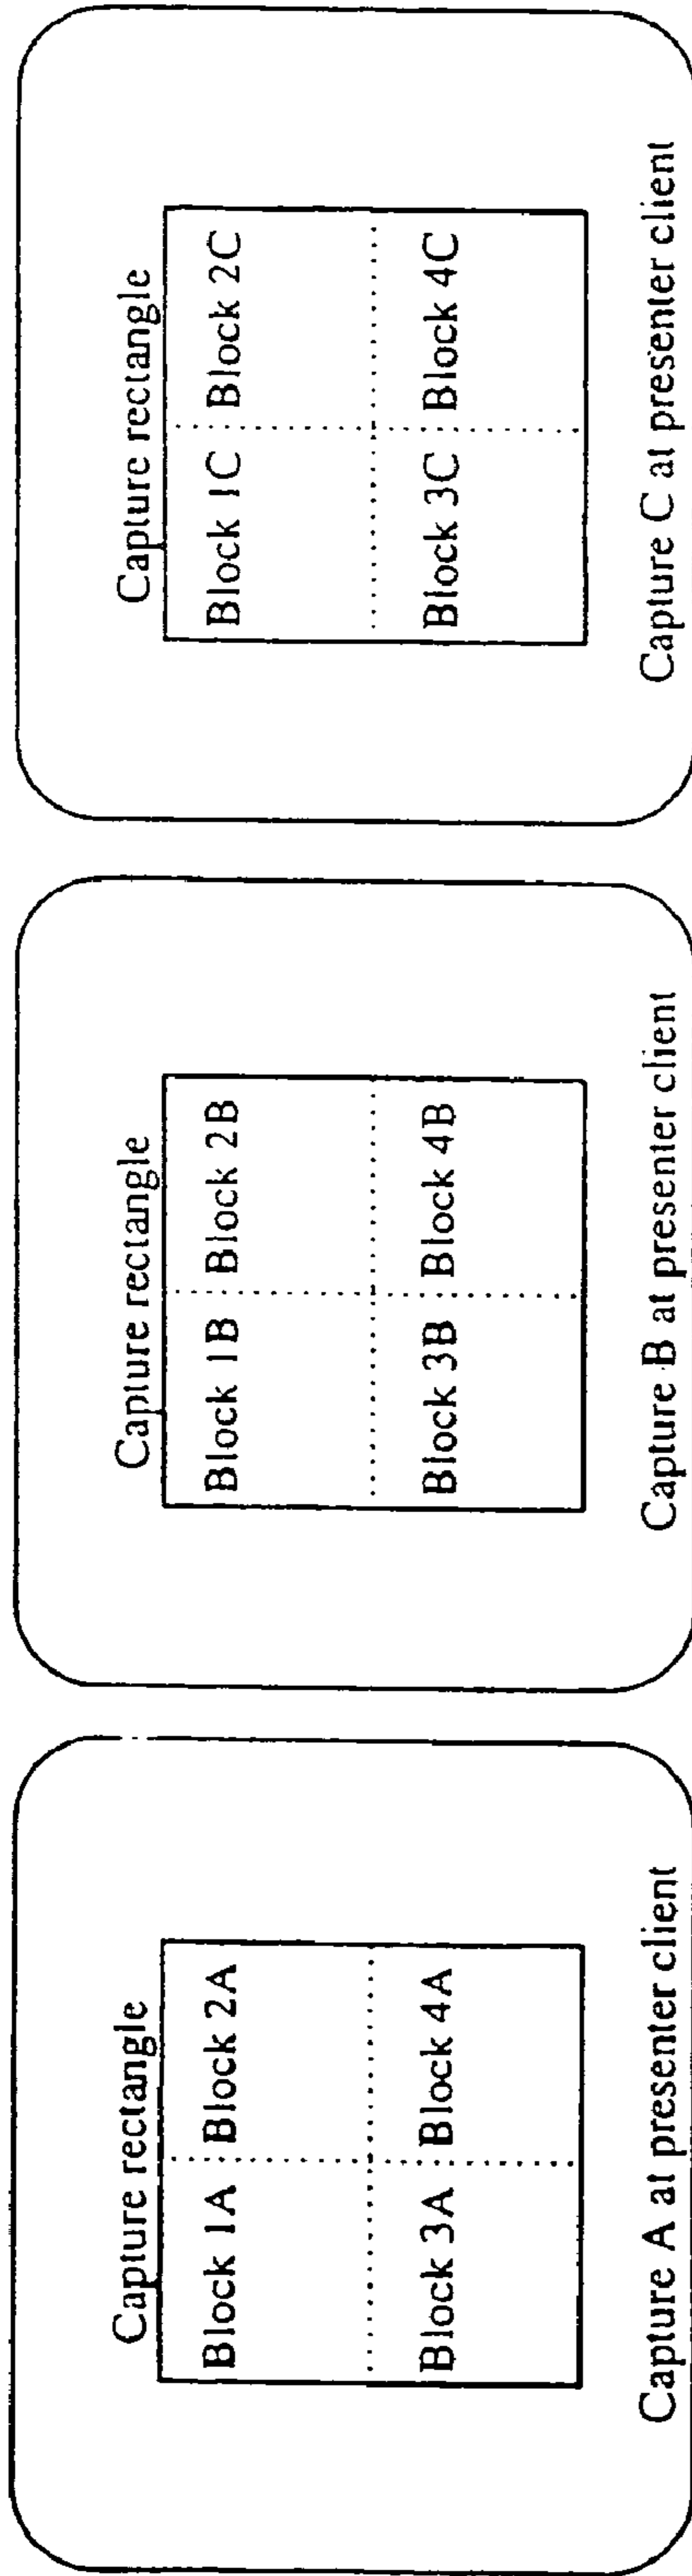 Capture rectangle
Block 1A Block 2A
Block 3A Block 4A
Capture A at presenter client
Capture rectangle
Block 1B Block 2B
Block 3B Block 4B
Capture B at presenter client
Capture rectangle
Block 1C Block 2C
Block 3C Block 4C
Capture C at presenter client